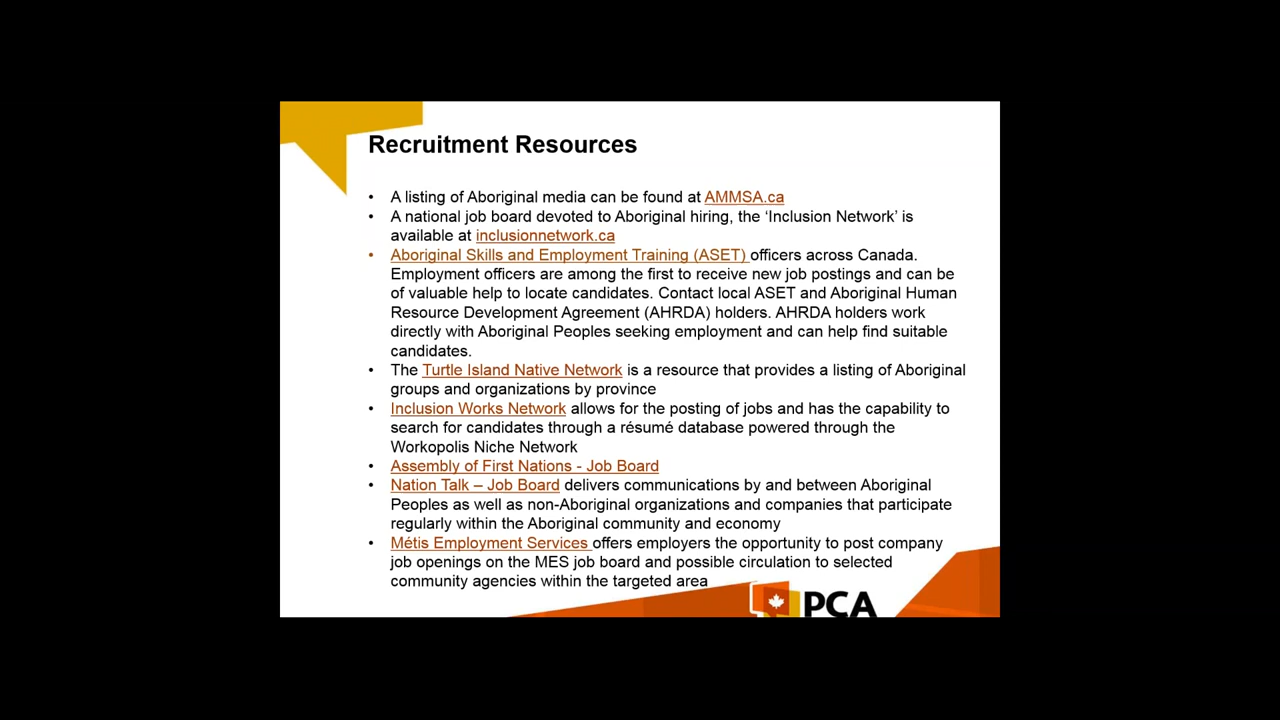 Recruitment Resources
• A listing of Aboriginal media can be found at AMMSA.ca
• A national job board devoted to Aboriginal hiring, the ‘Inclusion Network’ is
available at inclusionnetwork.ca
• Aboriginal Skills and Employment Training (ASET) officers across Canada.
Employment officers are among the first to receive new job postings and can be
of valuable help to locate candidates. Contact local ASET and Aboriginal Human
Resource Development Agreement (AHRDA) holders. AHRDA holders work
directly with Aboriginal Peoples seeking employment and can help find suitable
candidates.
• The Turtle Island Native Network is a resource that provides a listing of Aboriginal
groups and organizations by province
• Inclusion Works Network allows for the posting of jobs and has the capability to
search for candidates through a résumé database powered through the
Workopolis Niche Network
• Assembly of First Nations - Job Board
• Nation Talk – Job Board delivers communications by and between Aboriginal
Peoples as well as non-Aboriginal organizations and companies that participate
regularly within the Aboriginal community and economy
• Métis Employment Services offers employers the opportunity to post company
job openings on the MES job board and possible circulation to selected
community agencies within the targeted area
PCA